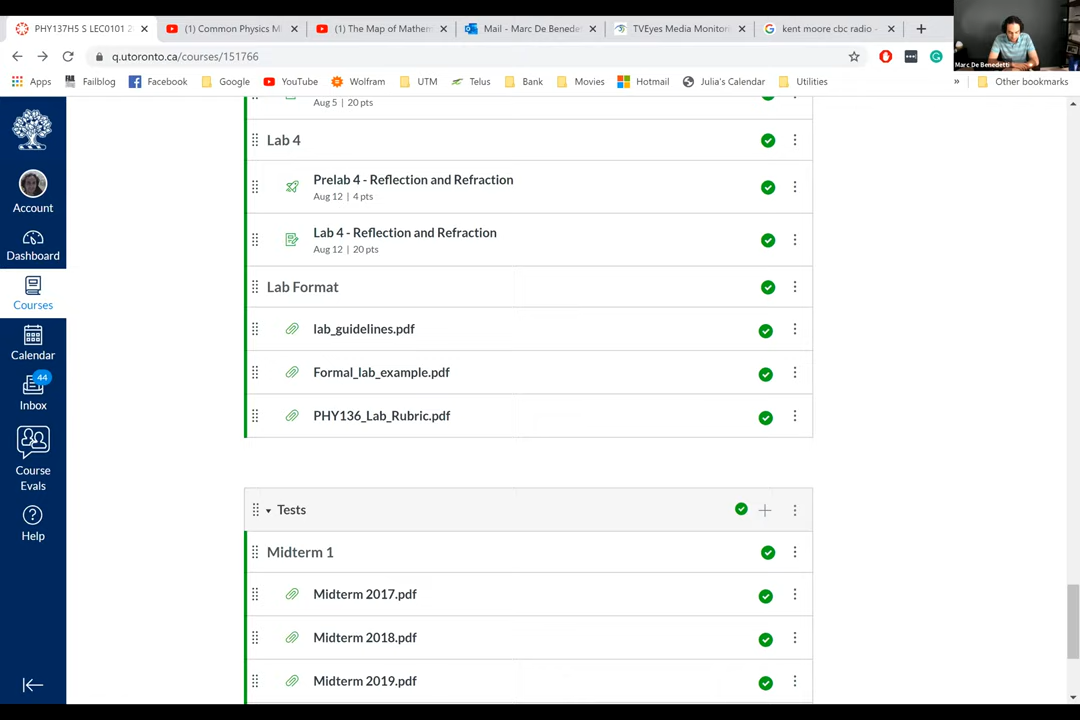 PHY137H5 S LEC0101 2
(1) Common Physics M
(1) The Map of Mathem
Mail - Marc De Benedet
TVEyes Media Monitor
kent moore cbc radio -
q.utoronto.ca/courses/151766
Marc De Benedetti
Apps
Failblog
Facebook
Google
YouTube
Wolfram
UTM
Telus
Bank
Movies
Hotmail
Julia's Calendar
Utilities
»
Other bookmarks
Aug 5 | 20 pts
Lab 4
Prelab 4 - Reflection and Refraction
Aug 12 | 4 pts
Lab 4 - Reflection and Refraction
Aug 12 | 20 pts
Lab Format
lab_guidelines.pdf
Formal_lab_example.pdf
PHY136_Lab_Rubric.pdf
Tests
Midterm 1
Midterm 2017.pdf
Midterm 2018.pdf
Midterm 2019.pdf
Account
Dashboard
Courses
Calendar
44
Inbox
Course
Evals
Help